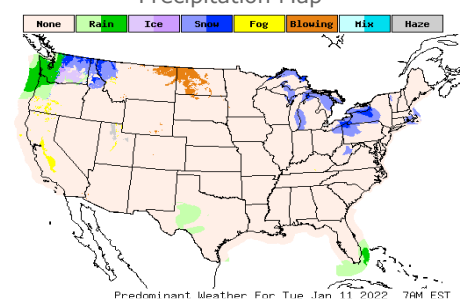 Precipitation Map
None Rain Ice Snow Fog Blowing Mix Haze
Predominant Weather For Tue Jan 11 2022 7AM EST